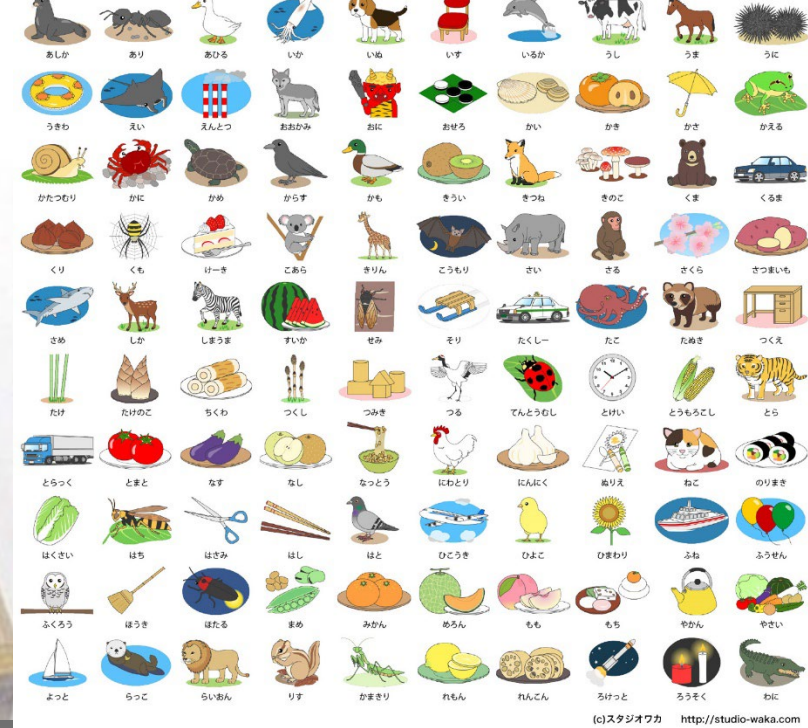 あしか あり あひる いか いぬ いす いるか うし うま うに
うきわ えい えんとつ おおかみ おに おせろ かい かき かさ かえる
かたつむり かに かめ からす かも きうい きつね きのこ くま くるま
くり くも けーき こあら きりん こうもり さい さる さくら さつまいも
さめ しか しまうま すいか せみ そり たくしー たこ たぬき つくえ
たけ たけのこ ちくわ つくし つみき つる てんとうむし とけい とうもろこし とら
とらっく とまと なす なし なっとう にわとり にんにく ぬりえ ねこ のりまき
はくさい はち はさみ はし はと ひこうき ひよこ ひまわり ふね ふうせん
ふくろう ほうき ほたる まめ みかん めろん もも もち やかん やさい
よっと らっこ らいおん りす かまきり れもん れんこん ろけっと ろうそく わに
(c)スタジオワカ http://studio-waka.com